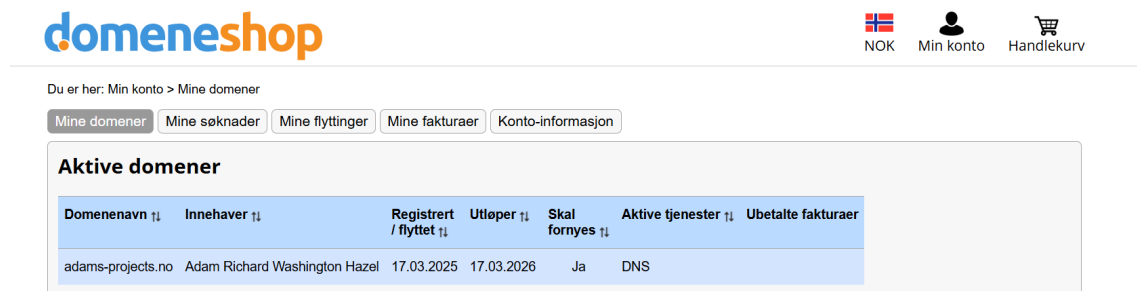 domeneshop
NOK Min konto Handlekurv
Du er her: Min konto > Mine domener
Mine domener Mine søknader Mine flyttinger Mine fakturaer Konto-informasjon
Aktive domener
Domenenavn Innehaver Registrert / flyttet Utløper Skal fornyes Aktive tjenester Ubetalte fakturaer
adams-projects.no Adam Richard Washington Hazel 17.03.2025 17.03.2026 Ja DNS